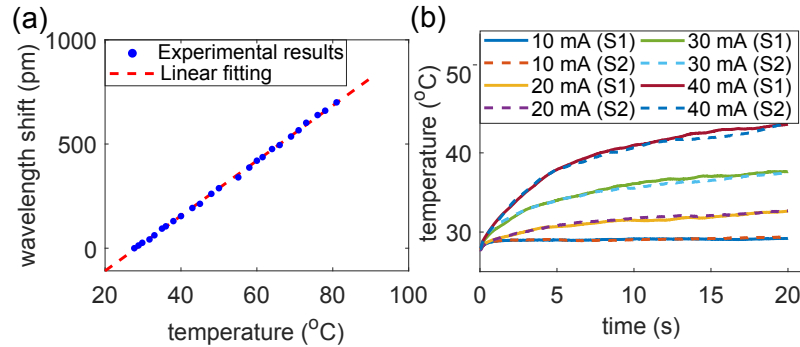 (a)
wavelength shift (pm)
1000
500
0
Experimental results
Linear fitting
20 40 60 80 100
temperature (°C)
(b)
temperature (°C)
50
40
30
10 mA (S1) 30 mA (S1)
10 mA (S2) 30 mA (S2)
20 mA (S1) 40 mA (S1)
20 mA (S2) 40 mA (S2)
0 5 10 15 20
time (s)